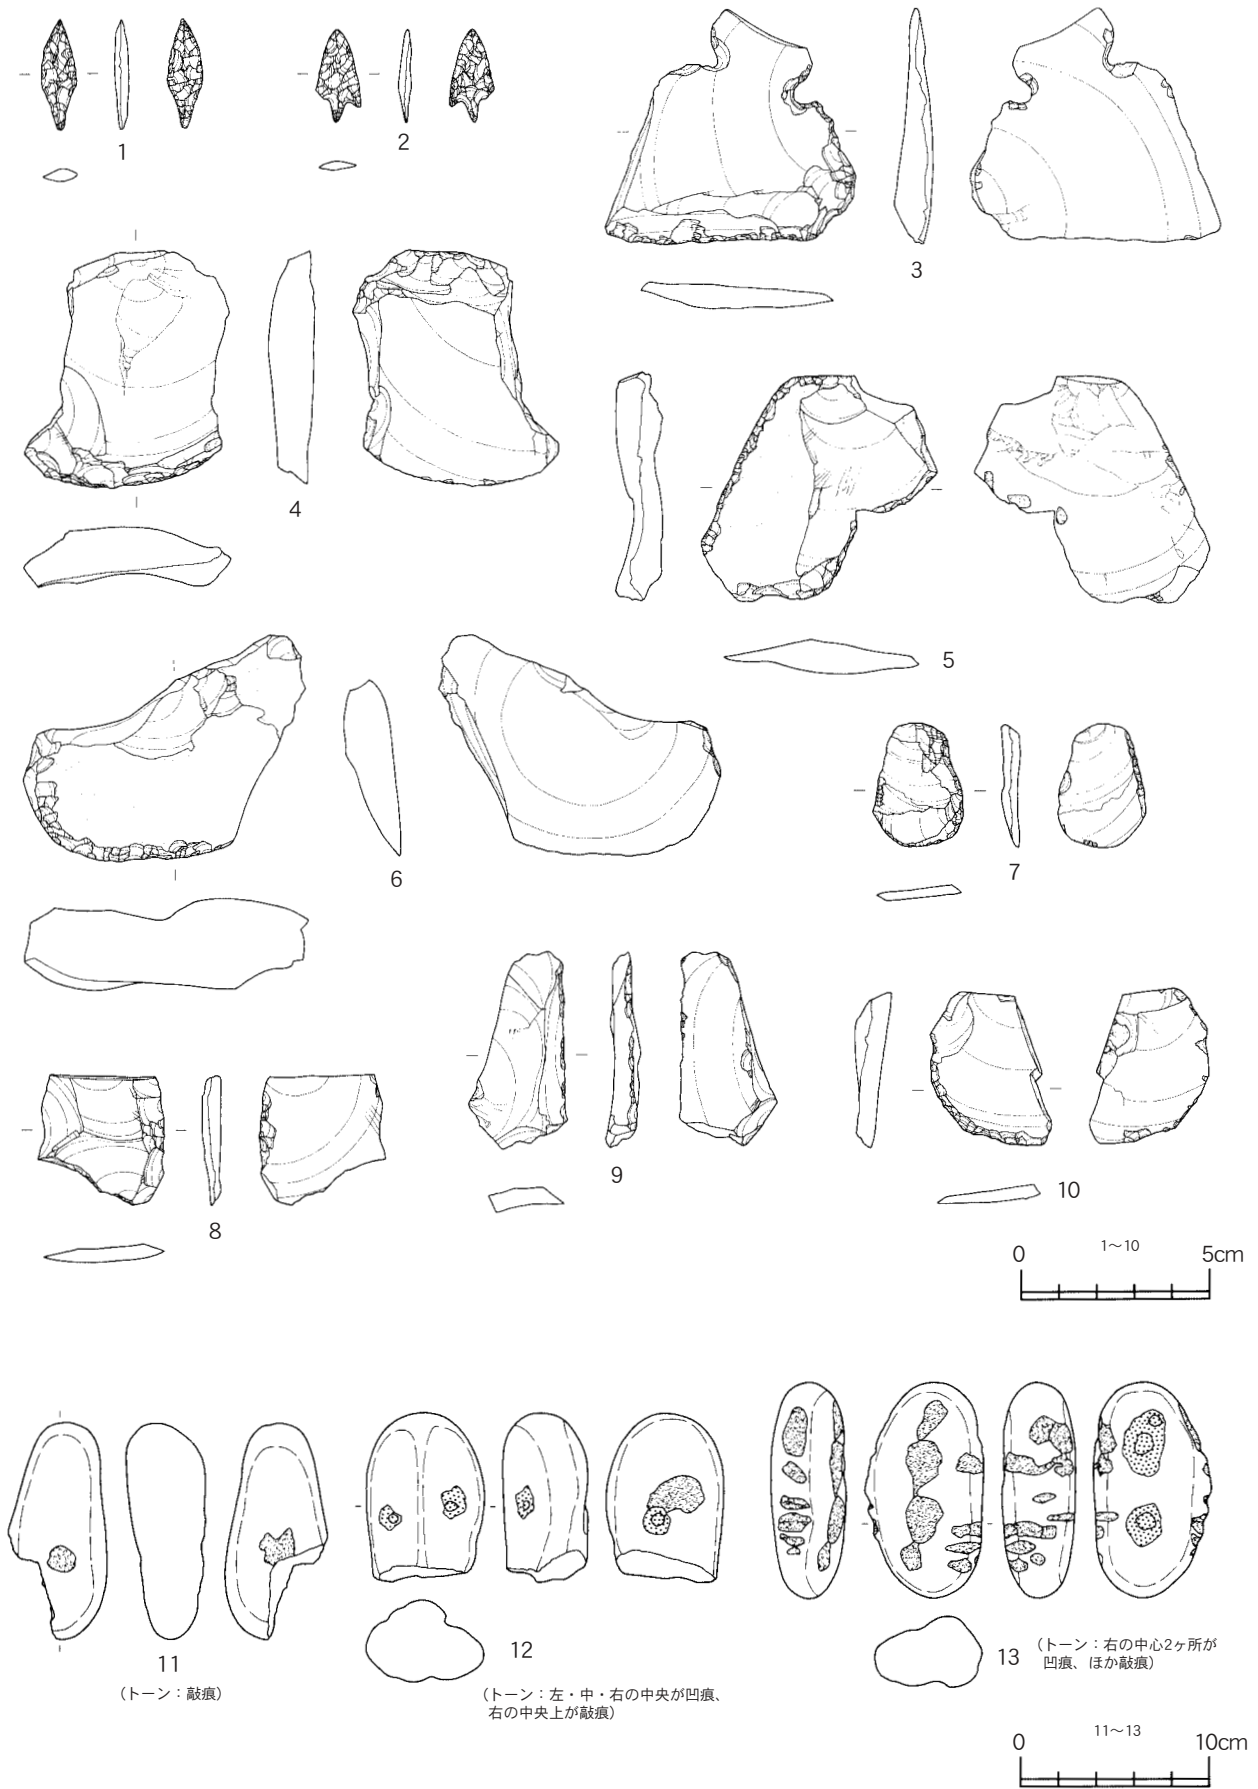 1
2
3
4
5
6
7
8
9
10
0 1〜10 5cm
11
(トーン：敲痕)
12
(トーン：左・中・右の中央が凹痕、
右の中央上が敲痕)
13
(トーン：右の中心2ヶ所が
凹痕、ほか敲痕)
0 11〜13 10cm